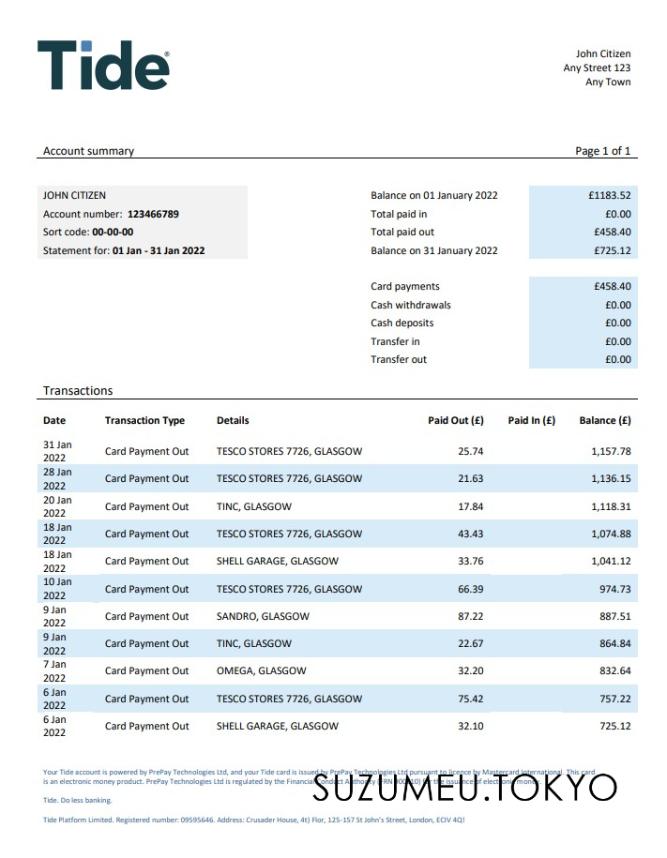 Tide®
John Citizen
Any Street 123
Any Town
Account summary Page 1 of 1
JOHN CITIZEN
Account number: 123466789
Sort code: 00-00-00
Statement for: 01 Jan - 31 Jan 2022
Balance on 01 January 2022 £1183.52
Total paid in £0.00
Total paid out £458.40
Balance on 31 January 2022 £725.12
Card payments £458.40
Cash withdrawals £0.00
Cash deposits £0.00
Transfer in £0.00
Transfer out £0.00
Transactions
Date Transaction Type Details Paid Out (£) Paid In (£) Balance (£)
31 Jan 2022 Card Payment Out TESCO STORES 7726, GLASGOW 25.74 1,157.78
28 Jan 2022 Card Payment Out TESCO STORES 7726, GLASGOW 21.63 1,136.15
20 Jan 2022 Card Payment Out TINC, GLASGOW 17.84 1,118.31
18 Jan 2022 Card Payment Out TESCO STORES 7726, GLASGOW 43.43 1,074.88
18 Jan 2022 Card Payment Out SHELL GARAGE, GLASGOW 33.76 1,041.12
10 Jan 2022 Card Payment Out TESCO STORES 7726, GLASGOW 66.39 974.73
9 Jan 2022 Card Payment Out SANDRO, GLASGOW 87.22 887.51
9 Jan 2022 Card Payment Out TINC, GLASGOW 22.67 864.84
7 Jan 2022 Card Payment Out OMEGA, GLASGOW 32.20 832.64
6 Jan 2022 Card Payment Out TESCO STORES 7726, GLASGOW 75.42 757.22
6 Jan 2022 Card Payment Out SHELL GARAGE, GLASGOW 32.10 725.12
Your Tide account is powered by PrePay Technologies Ltd, and your Tide card is issued by PrePay Technologies Ltd pursuant to licence by Mastercard International. This card
is an electronic money product. PrePay Technologies Ltd is regulated by the Financial Conduct Authority for the issuance of electronic money.
SUZUMEU.TOKYO
Tide. Do less banking.
Tide Platform Limited. Registered number: 09595646. Address: Crusader House, 4t) Flor, 125-157 St John's Street, London, ECIV 4Q!